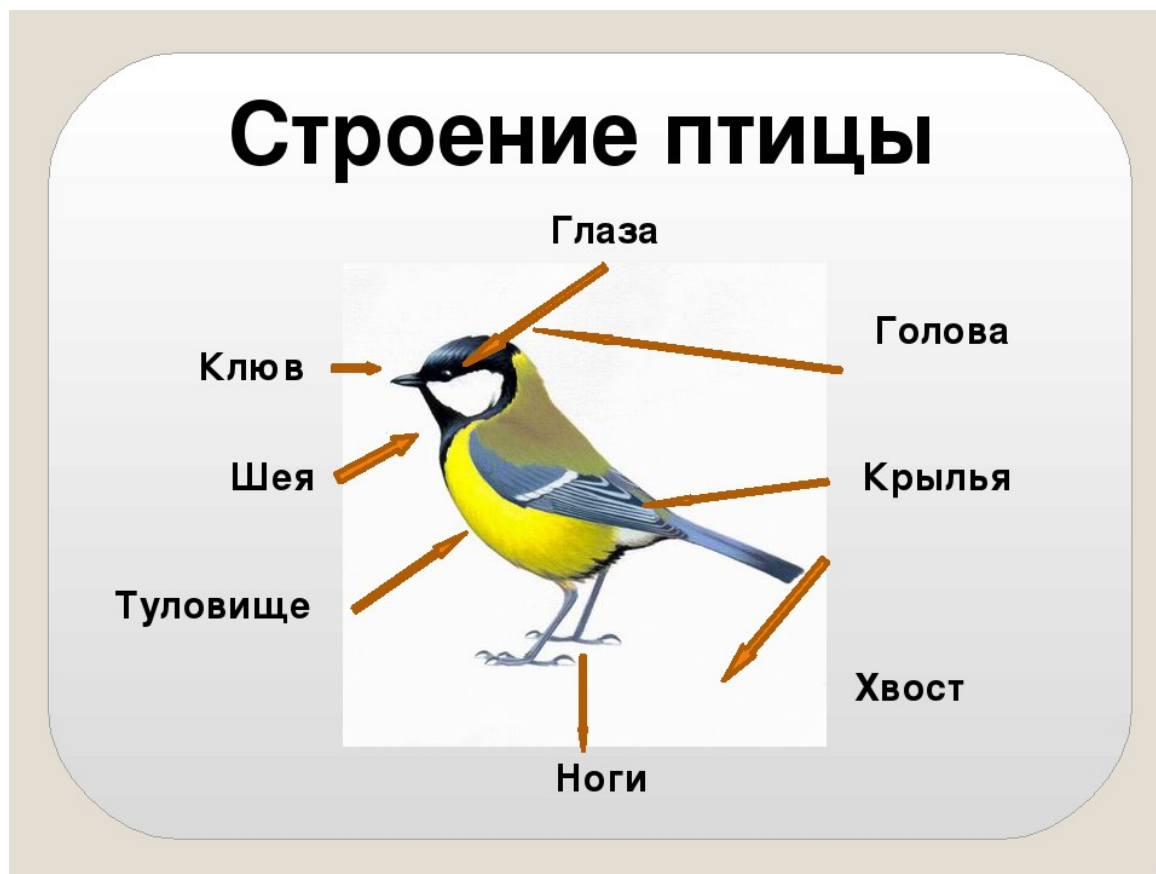 Строение птицы
Глаза
Голова
Клюв
Шея
Крылья
Туловище
Хвост
Ноги